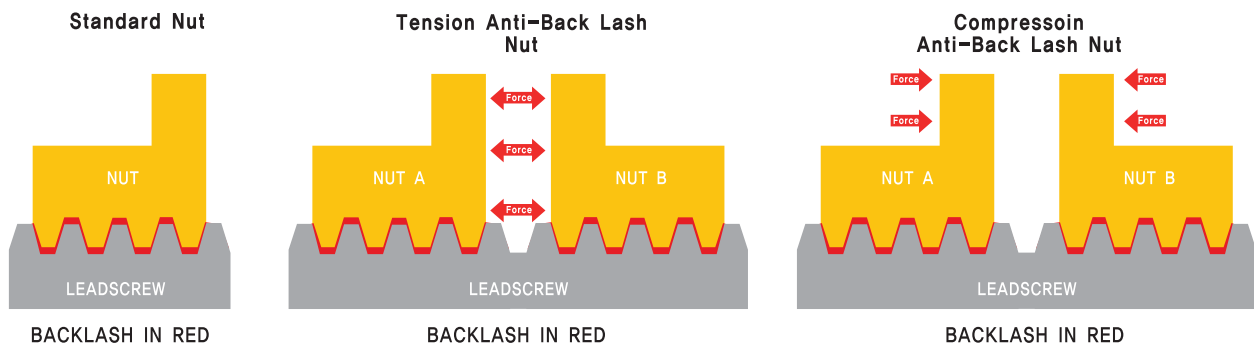 Standard Nut
NUT
LEADSCREW
BACKLASH IN RED
Tension Anti-Back Lash
Nut
Force
Force
Force
NUT A
NUT B
LEADSCREW
BACKLASH IN RED
Compressoin
Anti-Back Lash Nut
Force
Force
Force
Force
NUT A
NUT B
LEADSCREW
BACKLASH IN RED